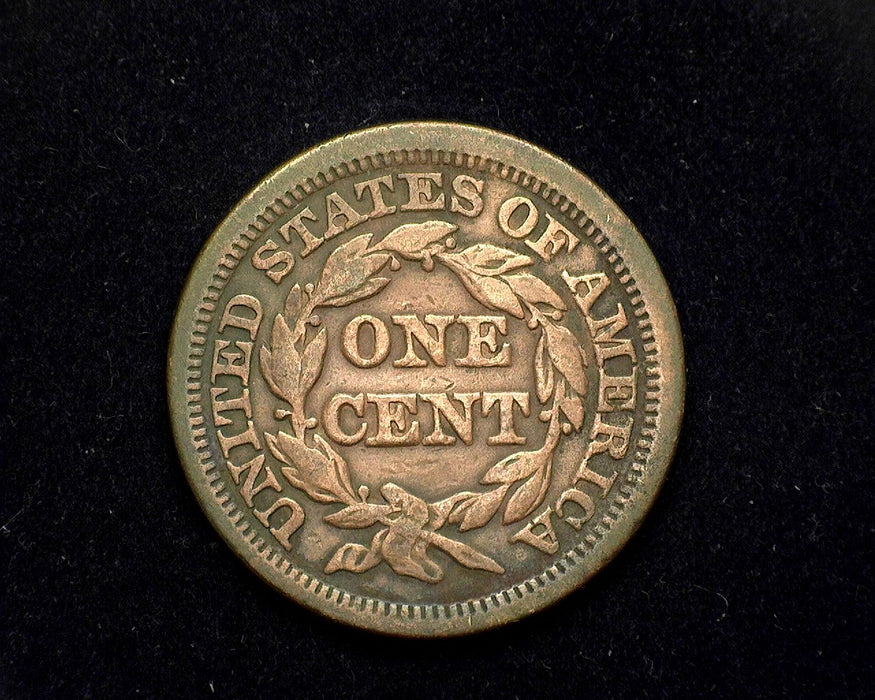 UNITED STATES OF AMERICA
ONE
CENT